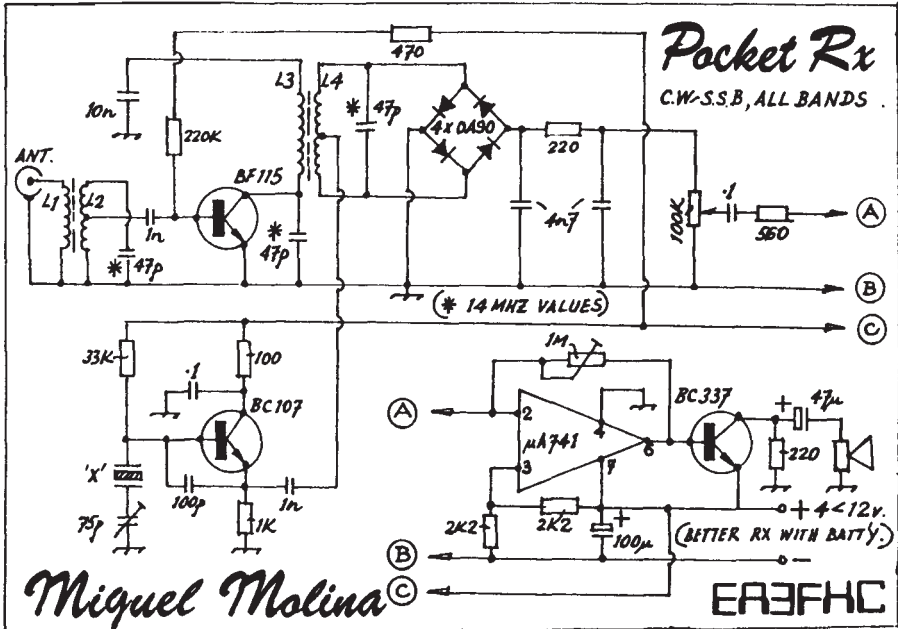 Pocket Rx
C.W-S.S.B, ALL BANDS.
470
L3
L4
10n
220K
* 47p
4x OA90
220
ANT.
BF115
L1
L2
1n
* 47p
* 47p
4n7
100K
.1
560
A
B
(* 14 MHZ VALUES)
C
33K
100
1M
.1
BC107
A
2
µA741
4
6
BC337
+
47µ
'X'
3
7
220
100p
1n
75p
1K
2K2
2K2
+
100µ
+ 4<12v.
(BETTER RX WITH BATT'Y.)
B
-
C
Miguel Molina
EA3FHC